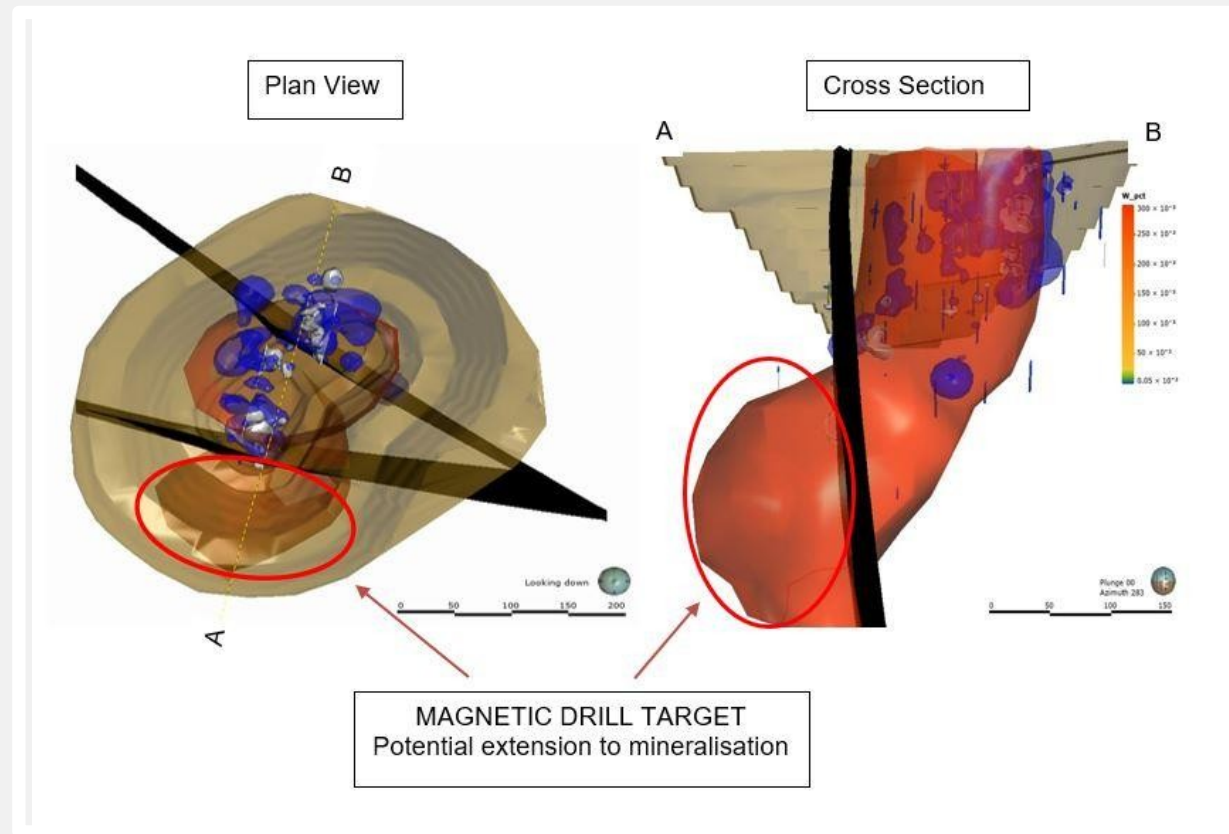 Plan View
Cross Section
A
B
B
W_pct
300 × 10⁻³
250 × 10⁻³
200 × 10⁻³
150 × 10⁻³
100 × 10⁻³
50 × 10⁻³
0.05 × 10⁻³
Looking down
0 50 100 150 200
Plunge 00
Azimuth 283
0 50 100 150
A
MAGNETIC DRILL TARGET
Potential extension to mineralisation